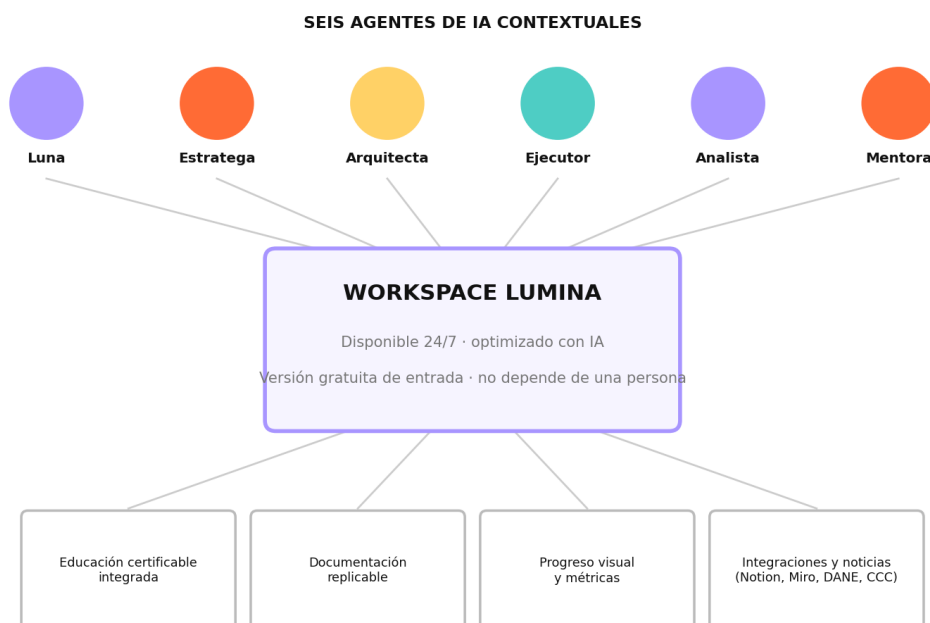 SEIS AGENTES DE IA CONTEXTUALES
Luna
Estratega
Arquitecta
Ejecutor
Analista
Mentora
WORKSPACE LUMINA
Disponible 24/7 · optimizado con IA
Versión gratuita de entrada · no depende de una persona
Educación certificable
integrada
Documentación
replicable
Progreso visual
y métricas
Integraciones y noticias
(Notion, Miro, DANE, CCC)